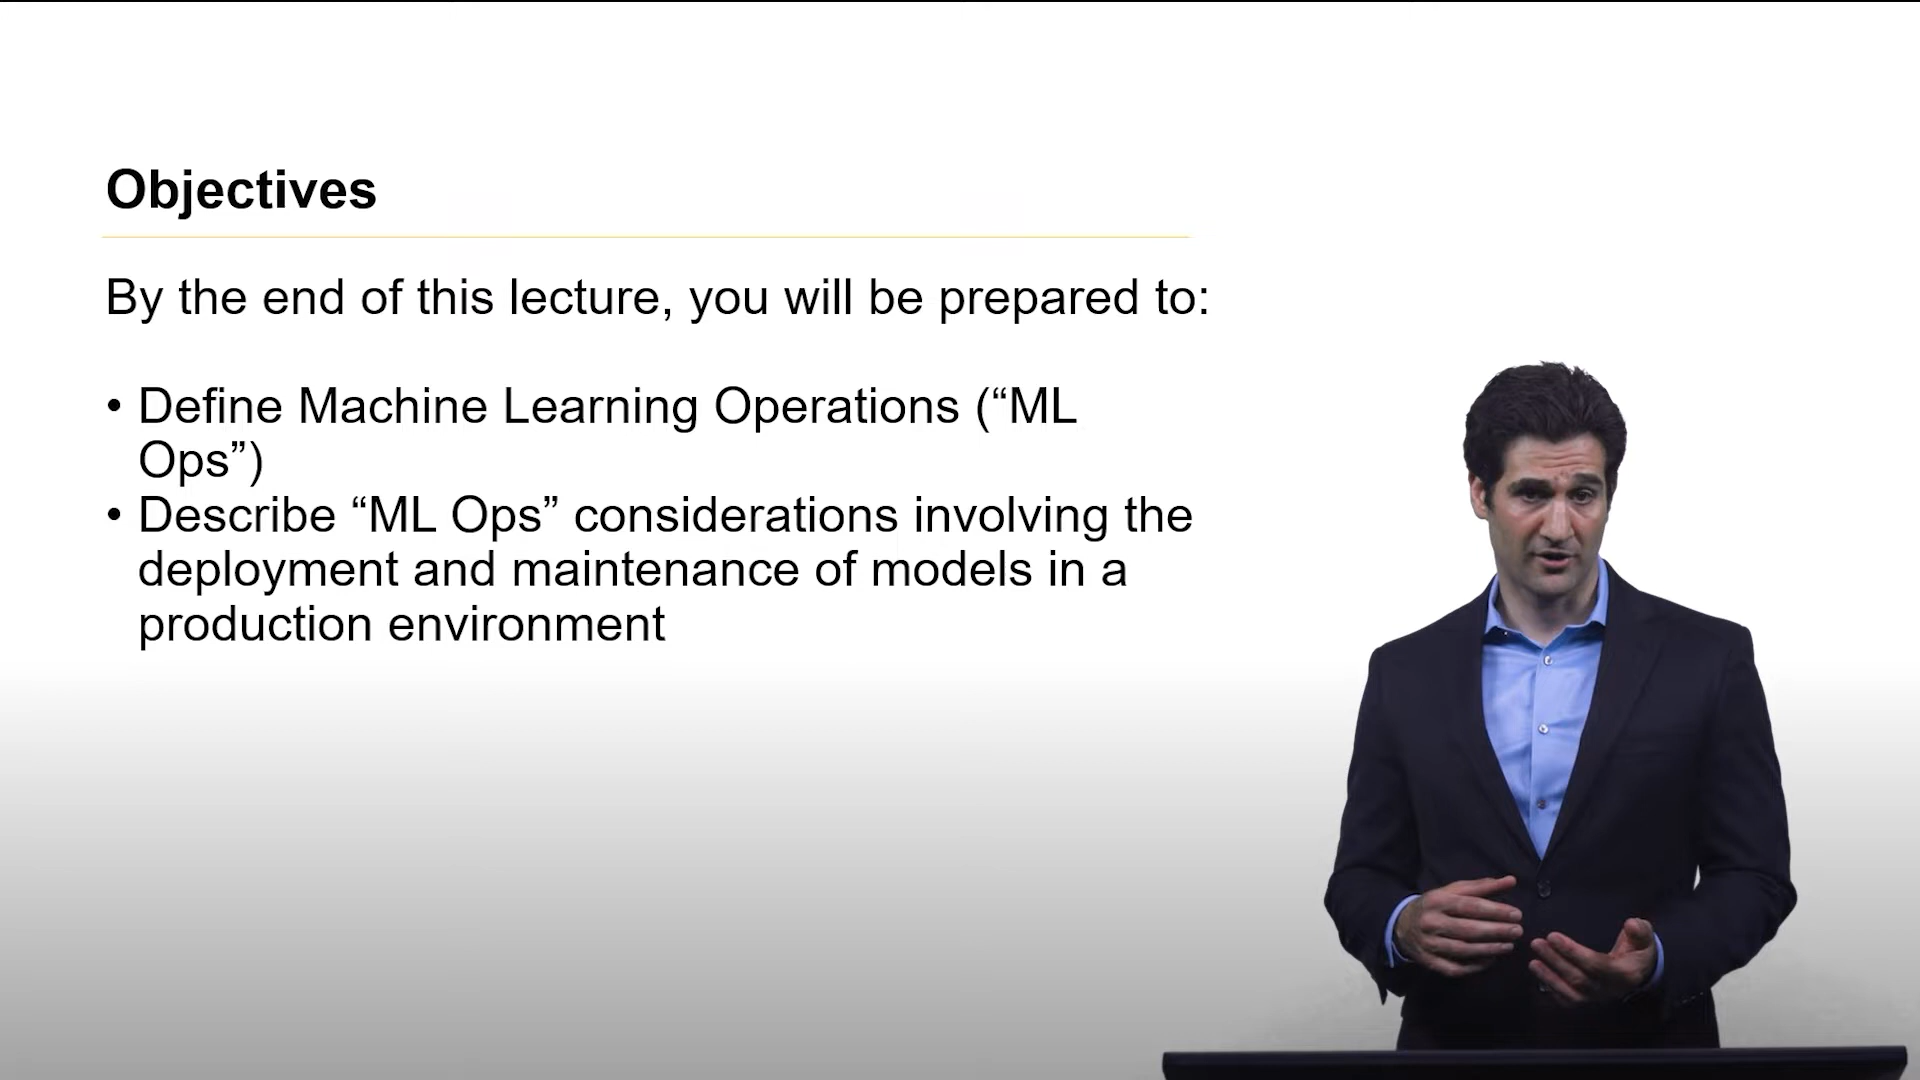 Objectives
By the end of this lecture, you will be prepared to:
• Define Machine Learning Operations (“ML
Ops”)
• Describe “ML Ops” considerations involving the
deployment and maintenance of models in a
production environment